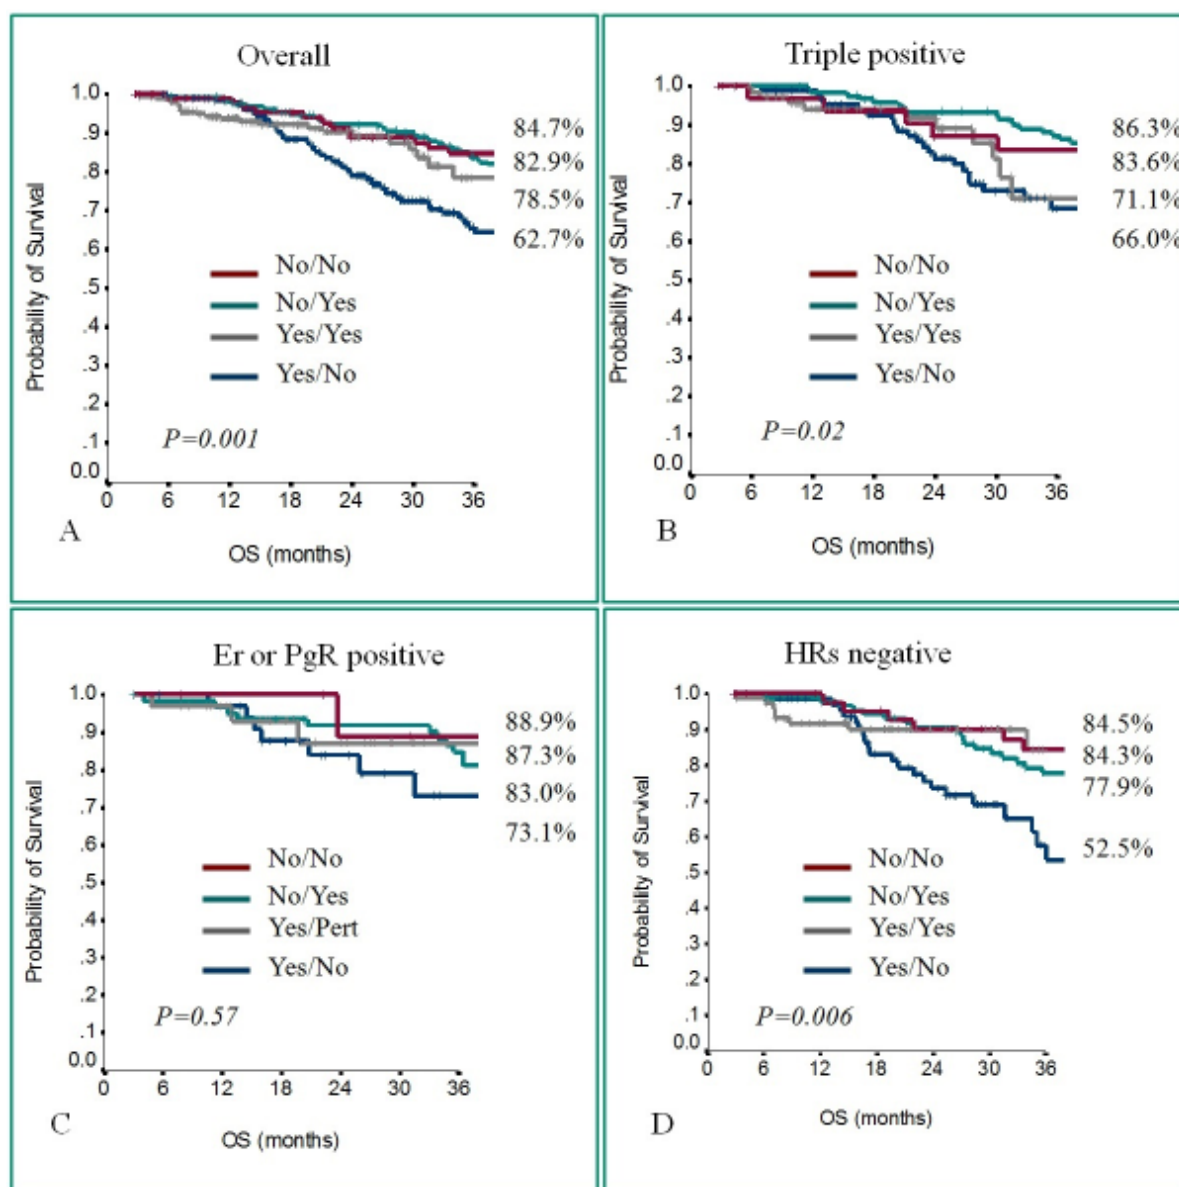 Overall
1.0
.9
.8
.7
.6
.5
.4
.3
.2
.1
0.0
Probability of Survival
84.7%
82.9%
78.5%
62.7%
No/No
No/Yes
Yes/Yes
Yes/No
P=0.001
0 6 12 18 24 30 36
A
OS (months)
Triple positive
1.0
.9
.8
.7
.6
.5
.4
.3
.2
.1
0.0
Probability of Survival
86.3%
83.6%
71.1%
66.0%
No/No
No/Yes
Yes/Yes
Yes/No
P=0.02
0 6 12 18 24 30 36
B
OS (months)
Er or PgR positive
1.0
.9
.8
.7
.6
.5
.4
.3
.2
.1
0.0
Probability of Survival
88.9%
87.3%
83.0%
73.1%
No/No
No/Yes
Yes/Pert
Yes/No
P=0.57
0 6 12 18 24 30 36
C
OS (months)
HRs negative
1.0
.9
.8
.7
.6
.5
.4
.3
.2
.1
0.0
Probability of Survival
84.5%
84.3%
77.9%
52.5%
No/No
No/Yes
Yes/Yes
Yes/No
P=0.006
0 6 12 18 24 30 36
D
OS (months)